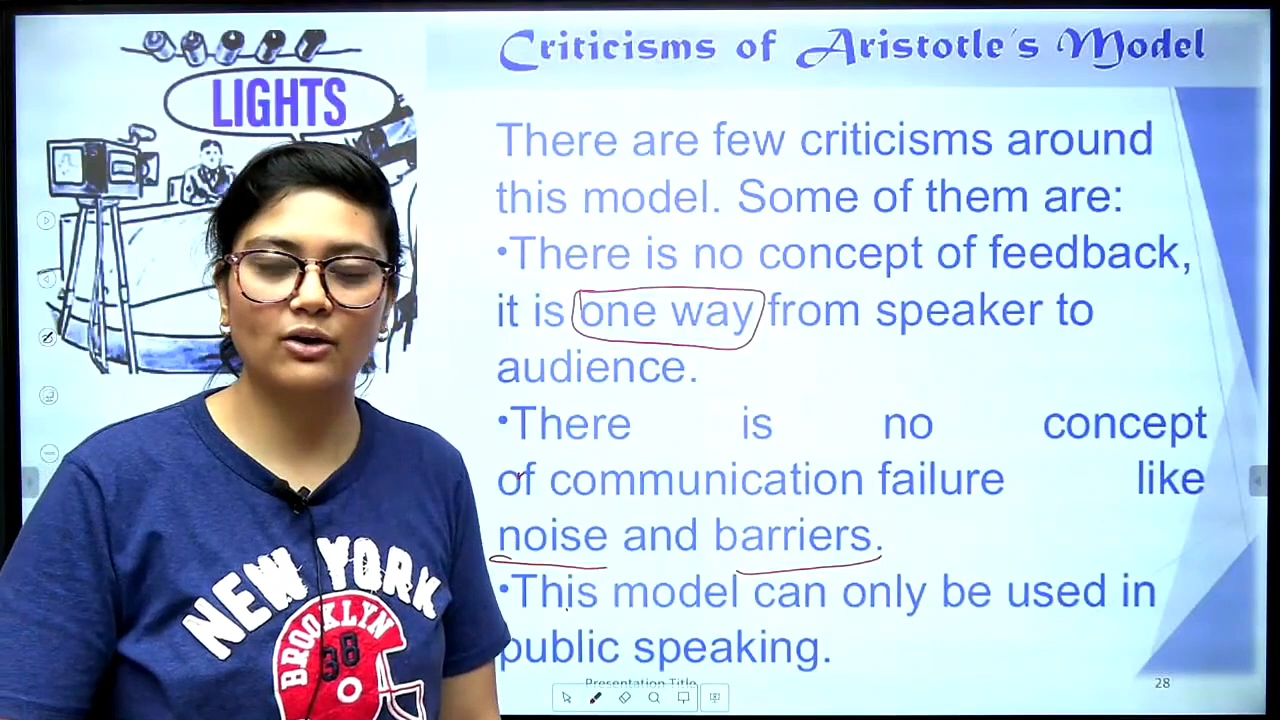 Criticisms of Aristotle's Model
LIGHTS
There are few criticisms around
this model. Some of them are:
•There is no concept of feedback,
it is one way from speaker to
audience.
•There is no concept
of communication failure like
noise and barriers.
•This model can only be used in
public speaking.
Presentation Title
28
NEW YORK
BROOKLYN
38